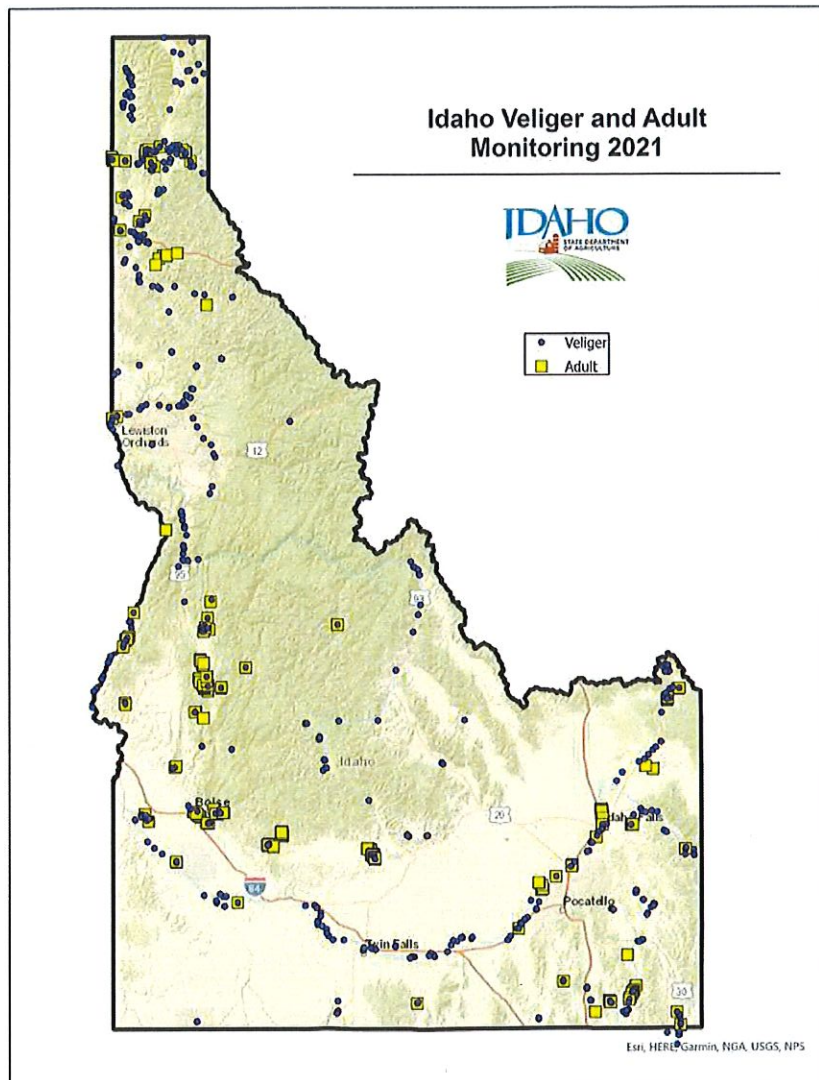 Idaho Veliger and Adult
Monitoring 2021
IDAHO
STATE DEPARTMENT
OF AGRICULTURE
Veliger
Adult
Lewiston
Orchards
12
95
93
Idaho
Boise
20
Idaho Falls
84
Pocatello
Twin Falls
30
Esri, HERE, Garmin, NGA, USGS, NPS